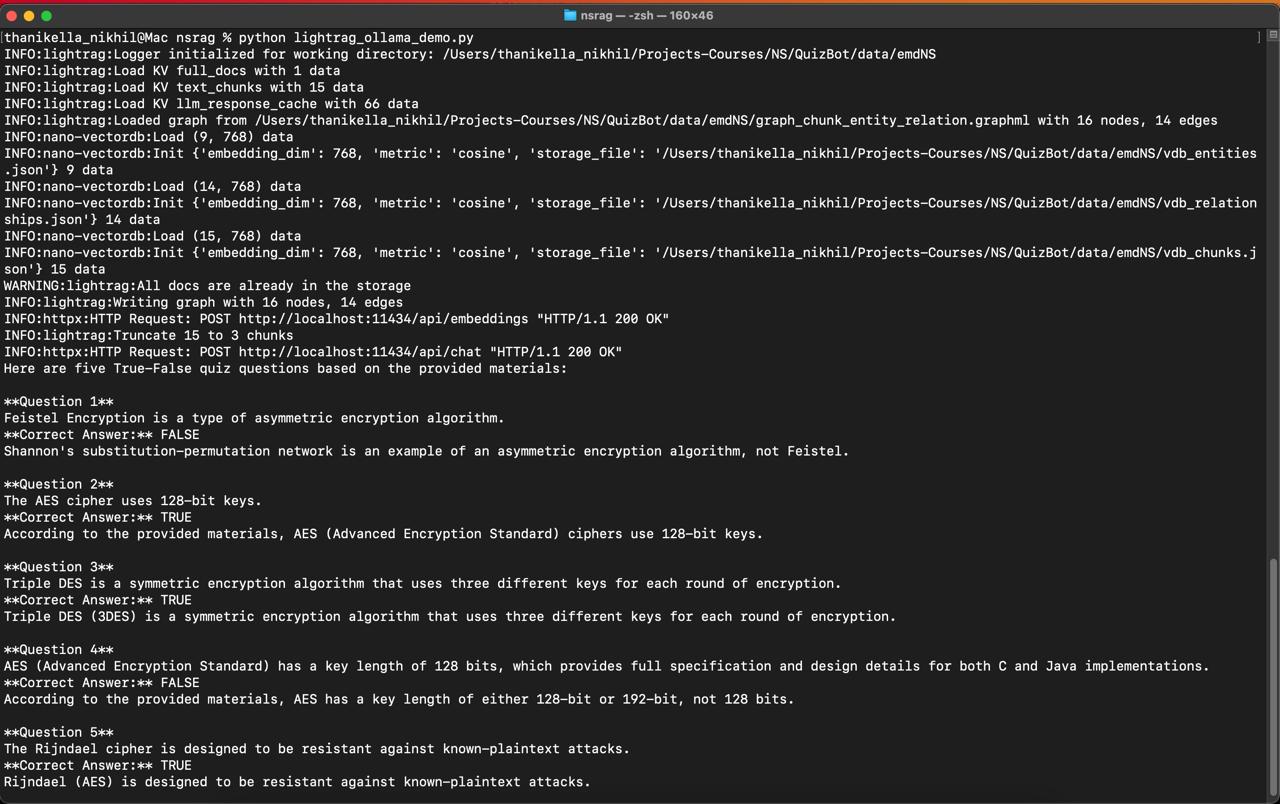 nsrag — -zsh — 160×46
[thanikella_nikhil@Mac nsrag % python lightrag_ollama_demo.py ]
INFO:lightrag:Logger initialized for working directory: /Users/thanikella_nikhil/Projects-Courses/NS/QuizBot/data/emdNS
INFO:lightrag:Load KV full_docs with 1 data
INFO:lightrag:Load KV text_chunks with 15 data
INFO:lightrag:Load KV llm_response_cache with 66 data
INFO:lightrag:Loaded graph from /Users/thanikella_nikhil/Projects-Courses/NS/QuizBot/data/emdNS/graph_chunk_entity_relation.graphml with 16 nodes, 14 edges
INFO:nano-vectordb:Load (9, 768) data
INFO:nano-vectordb:Init {'embedding_dim': 768, 'metric': 'cosine', 'storage_file': '/Users/thanikella_nikhil/Projects-Courses/NS/QuizBot/data/emdNS/vdb_entities
.json'} 9 data
INFO:nano-vectordb:Load (14, 768) data
INFO:nano-vectordb:Init {'embedding_dim': 768, 'metric': 'cosine', 'storage_file': '/Users/thanikella_nikhil/Projects-Courses/NS/QuizBot/data/emdNS/vdb_relation
ships.json'} 14 data
INFO:nano-vectordb:Load (15, 768) data
INFO:nano-vectordb:Init {'embedding_dim': 768, 'metric': 'cosine', 'storage_file': '/Users/thanikella_nikhil/Projects-Courses/NS/QuizBot/data/emdNS/vdb_chunks.j
son'} 15 data
WARNING:lightrag:All docs are already in the storage
INFO:lightrag:Writing graph with 16 nodes, 14 edges
INFO:httpx:HTTP Request: POST http://localhost:11434/api/embeddings "HTTP/1.1 200 OK"
INFO:lightrag:Truncate 15 to 3 chunks
INFO:httpx:HTTP Request: POST http://localhost:11434/api/chat "HTTP/1.1 200 OK"
Here are five True-False quiz questions based on the provided materials:
**Question 1**
Feistel Encryption is a type of asymmetric encryption algorithm.
**Correct Answer:** FALSE
Shannon's substitution-permutation network is an example of an asymmetric encryption algorithm, not Feistel.
**Question 2**
The AES cipher uses 128-bit keys.
**Correct Answer:** TRUE
According to the provided materials, AES (Advanced Encryption Standard) ciphers use 128-bit keys.
**Question 3**
Triple DES is a symmetric encryption algorithm that uses three different keys for each round of encryption.
**Correct Answer:** TRUE
Triple DES (3DES) is a symmetric encryption algorithm that uses three different keys for each round of encryption.
**Question 4**
AES (Advanced Encryption Standard) has a key length of 128 bits, which provides full specification and design details for both C and Java implementations.
**Correct Answer:** FALSE
According to the provided materials, AES has a key length of either 128-bit or 192-bit, not 128 bits.
**Question 5**
The Rijndael cipher is designed to be resistant against known-plaintext attacks.
**Correct Answer:** TRUE
Rijndael (AES) is designed to be resistant against known-plaintext attacks.